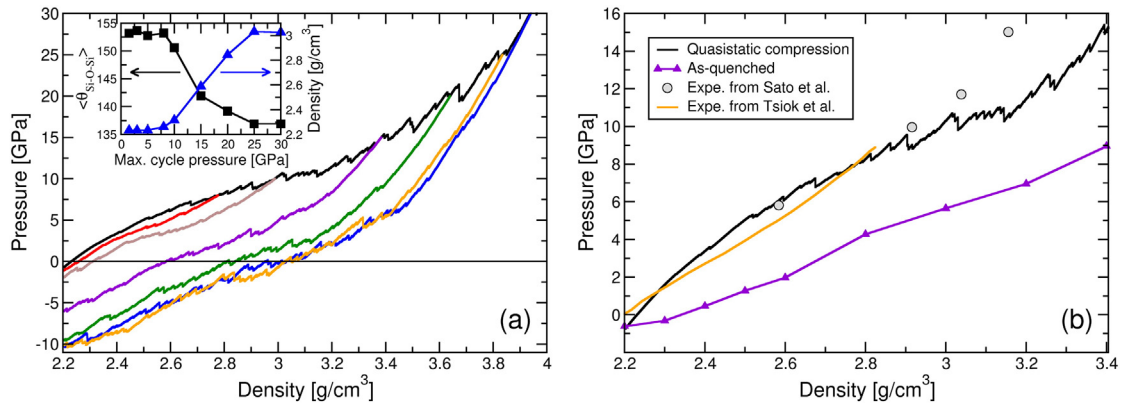 155
150
145
140
135
<θSi-O-Si>
3
2.8
2.6
2.4
2.2
Density [g/cm3]
0 5 10 15 20 25 30
Max. cycle pressure [GPa]
30
25
20
15
10
5
0
-5
-10
Pressure [GPa]
(a)
2.2 2.4 2.6 2.8 3 3.2 3.4 3.6 3.8 4
Density [g/cm3]
16
14
12
10
8
6
4
2
0
Pressure [GPa]
Quasistatic compression
As-quenched
Expe. from Sato et al.
Expe. from Tsiok et al.
(b)
2.2 2.4 2.6 2.8 3 3.2 3.4
Density [g/cm3]